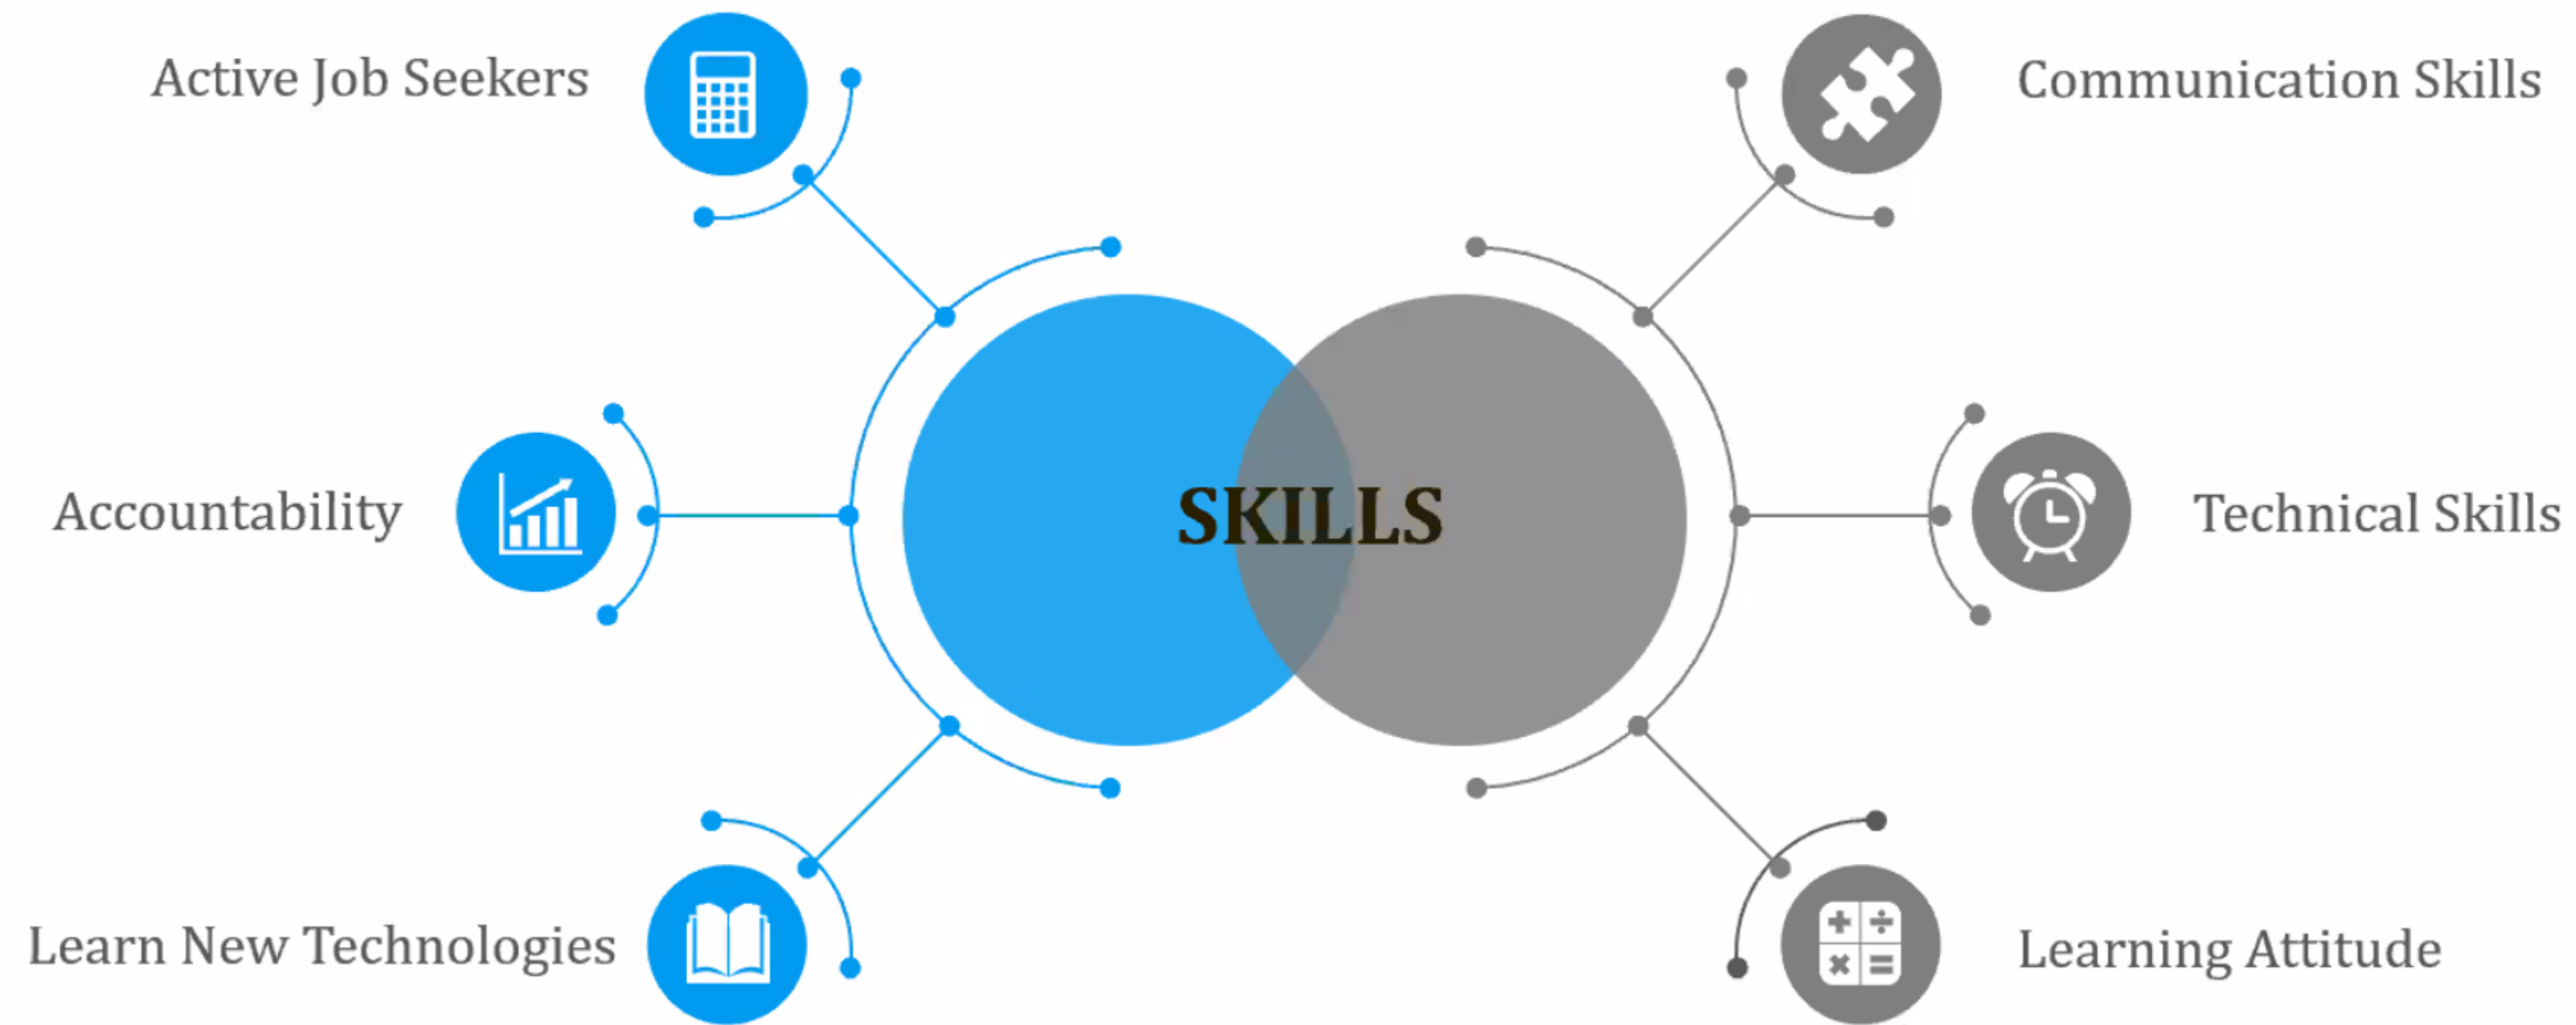 Active Job Seekers
Communication Skills
Accountability
SKILLS
Technical Skills
Learn New Technologies
Learning Attitude